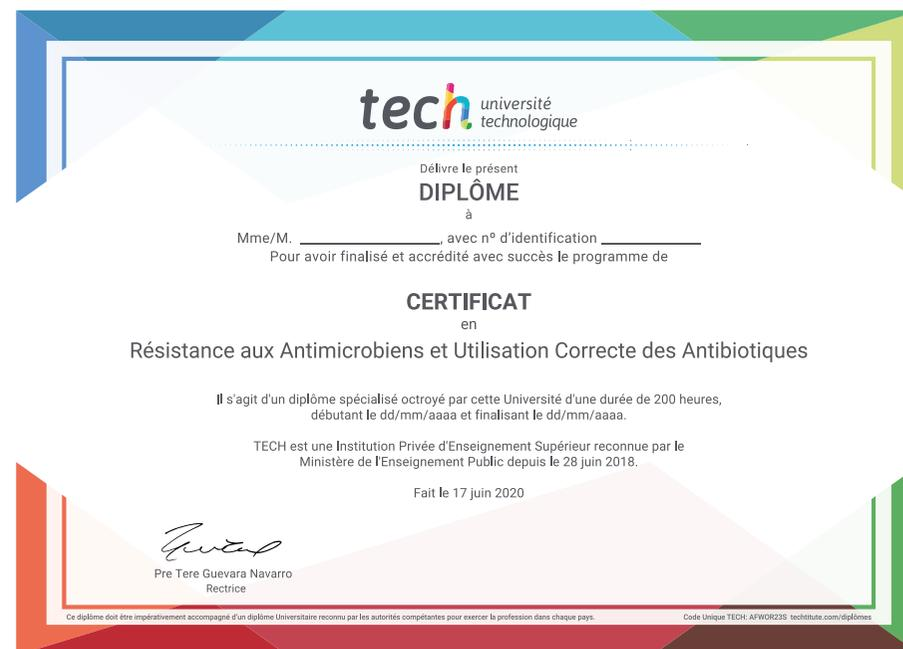 tech université
technologique
Délivre le présent
DIPLÔME
à
Mme/M. ____________________, avec nº d'identification ______________
Pour avoir finalisé et accrédité avec succès le programme de
CERTIFICAT
en
Résistance aux Antimicrobiens et Utilisation Correcte des Antibiotiques
Il s'agit d'un diplôme spécialisé octroyé par cette Université d'une durée de 200 heures,
débutant le dd/mm/aaaa et finalisant le dd/mm/aaaa.
TECH est une Institution Privée d'Enseignement Supérieur reconnue par le
Ministère de l'Enseignement Public depuis le 28 juin 2018.
Fait le 17 juin 2020
Pre Tere Guevara Navarro
Rectrice
Ce diplôme doit être impérativement accompagné d'un diplôme Universitaire reconnu par les autorités compétantes pour exercer la profession dans chaque pays. Code Unique TECH: AFWOR23S techtitute.com/diplômes